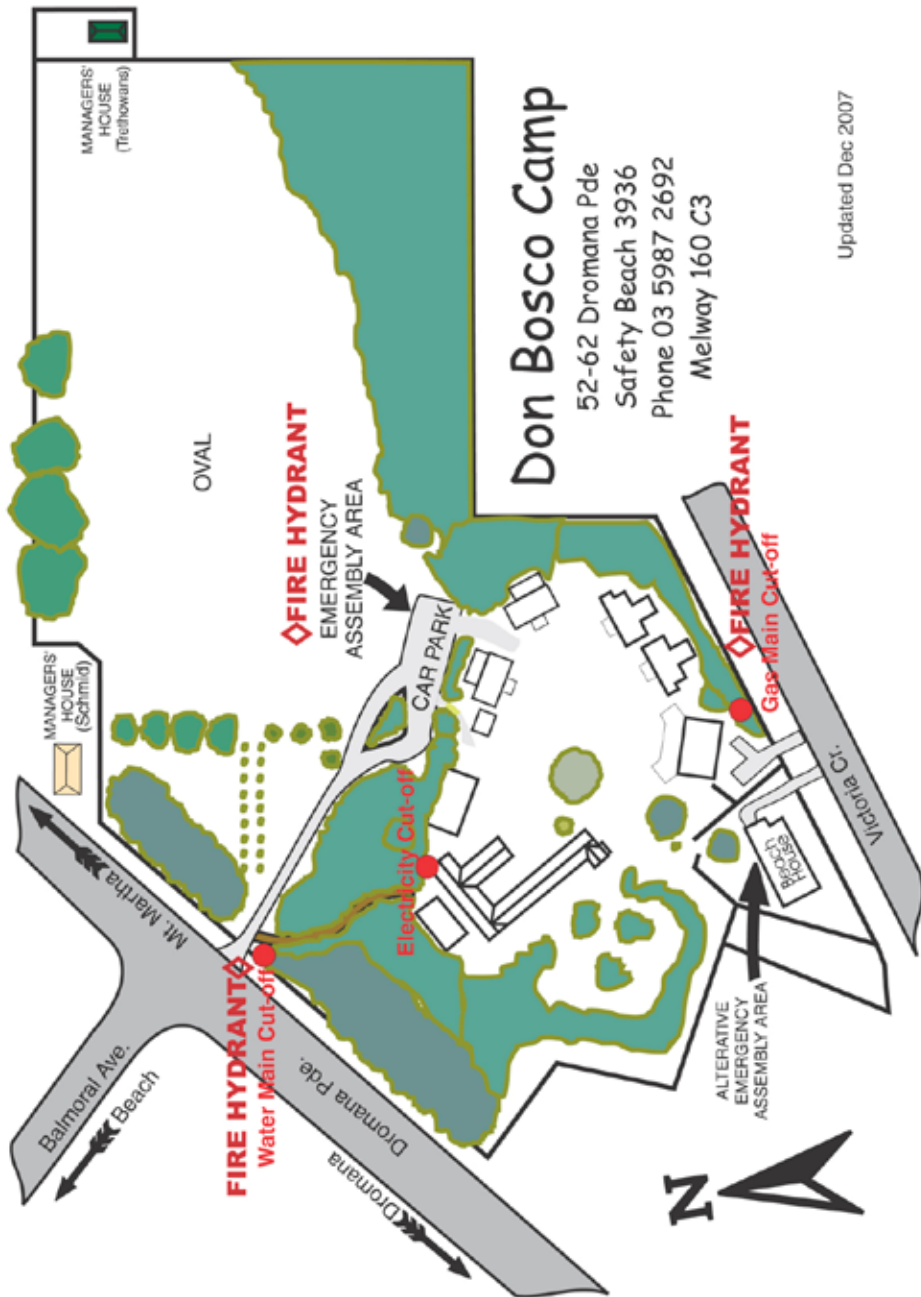 MANAGERS'
HOUSE
(Trethowans)
MANAGERS'
HOUSE
(Schmid)
OVAL
FIRE HYDRANT
EMERGENCY
ASSEMBLY AREA
CAR PARK
Mt. Martha
Balmoral Ave.
Beach
Dromana Pde.
Dromana
FIRE HYDRANT
Water Main Cut-off
Electricity Cut-off
FIRE HYDRANT
Gas Main Cut-off
Victoria Cr.
Beach
House
ALTERATIVE
EMERGENCY
ASSEMBLY AREA
N
Don Bosco Camp
52-62 Dromana Pde
Safety Beach 3936
Phone 03 5987 2692
Melway 160 C3
Updated Dec 2007